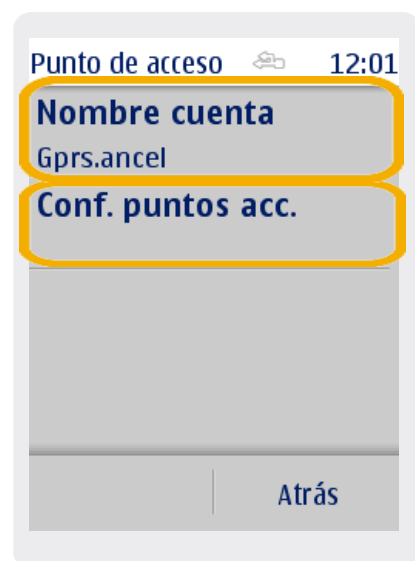 Punto de acceso 12:01
Nombre cuenta
Gprs.ancel
Conf. puntos acc.
Atrás